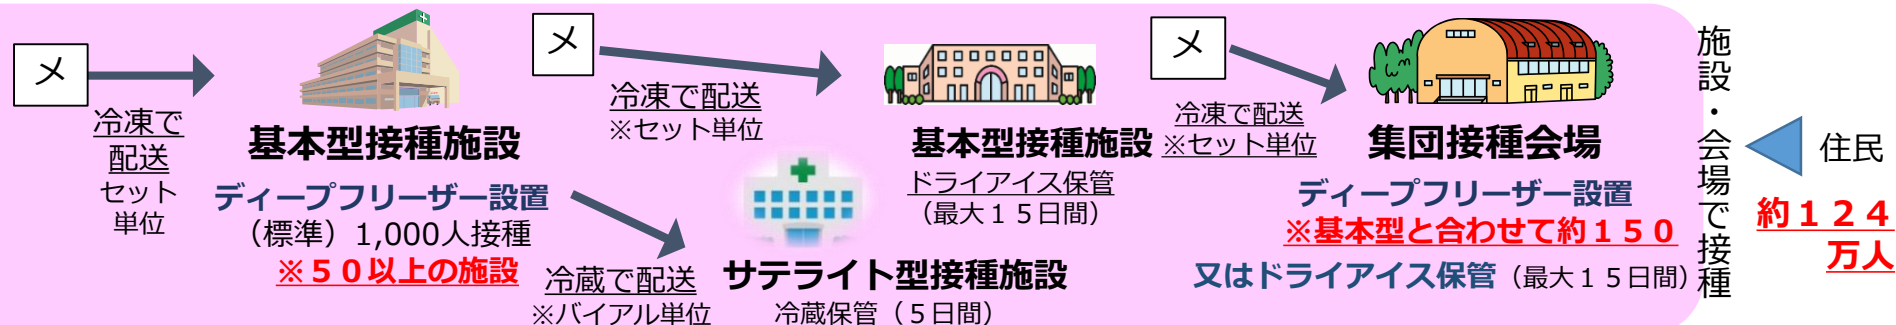 メ
冷凍で
配送
セット
単位
基本型接種施設
ディープフリーザー設置
（標準）1,000人接種
※５０以上の施設
メ
冷凍で配送
※セット単位
冷蔵で配送
※バイアル単位
サテライト型接種施設
冷蔵保管（５日間）
基本型接種施設
ドライアイス保管
（最大１５日間）
メ
冷凍で配送
※セット単位
集団接種会場
ディープフリーザー設置
※基本型と合わせて約１５０
又はドライアイス保管（最大１５日間）
施設・会場で接種
住民
約１２４
万人